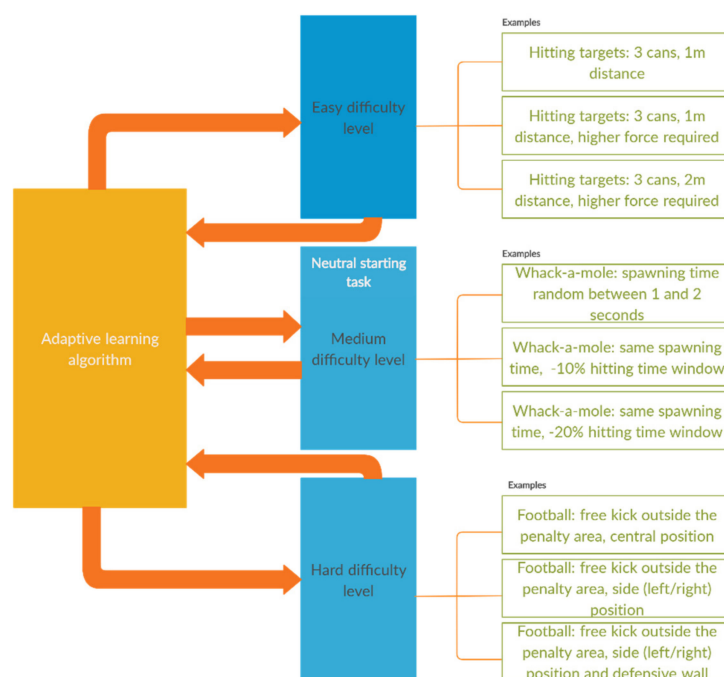 Examples
Hitting targets: 3 cans, 1m
distance
Easy difficulty
level
Hitting targets: 3 cans, 1m
distance, higher force required
Hitting targets: 3 cans, 2m
distance, higher force required
Adaptive learning
algorithm
Neutral starting
task
Medium
difficulty level
Examples
Whack-a-mole: spawning time
random between 1 and 2
seconds
Whack-a-mole: same spawning
time, -10% hitting time window
Whack-a-mole: same spawning
time, -20% hitting time window
Hard difficulty
level
Examples
Football: free kick outside the
penalty area, central position
Football: free kick outside the
penalty area, side (left/right)
position
Football: free kick outside the
penalty area, side (left/right)
position and defensive wall